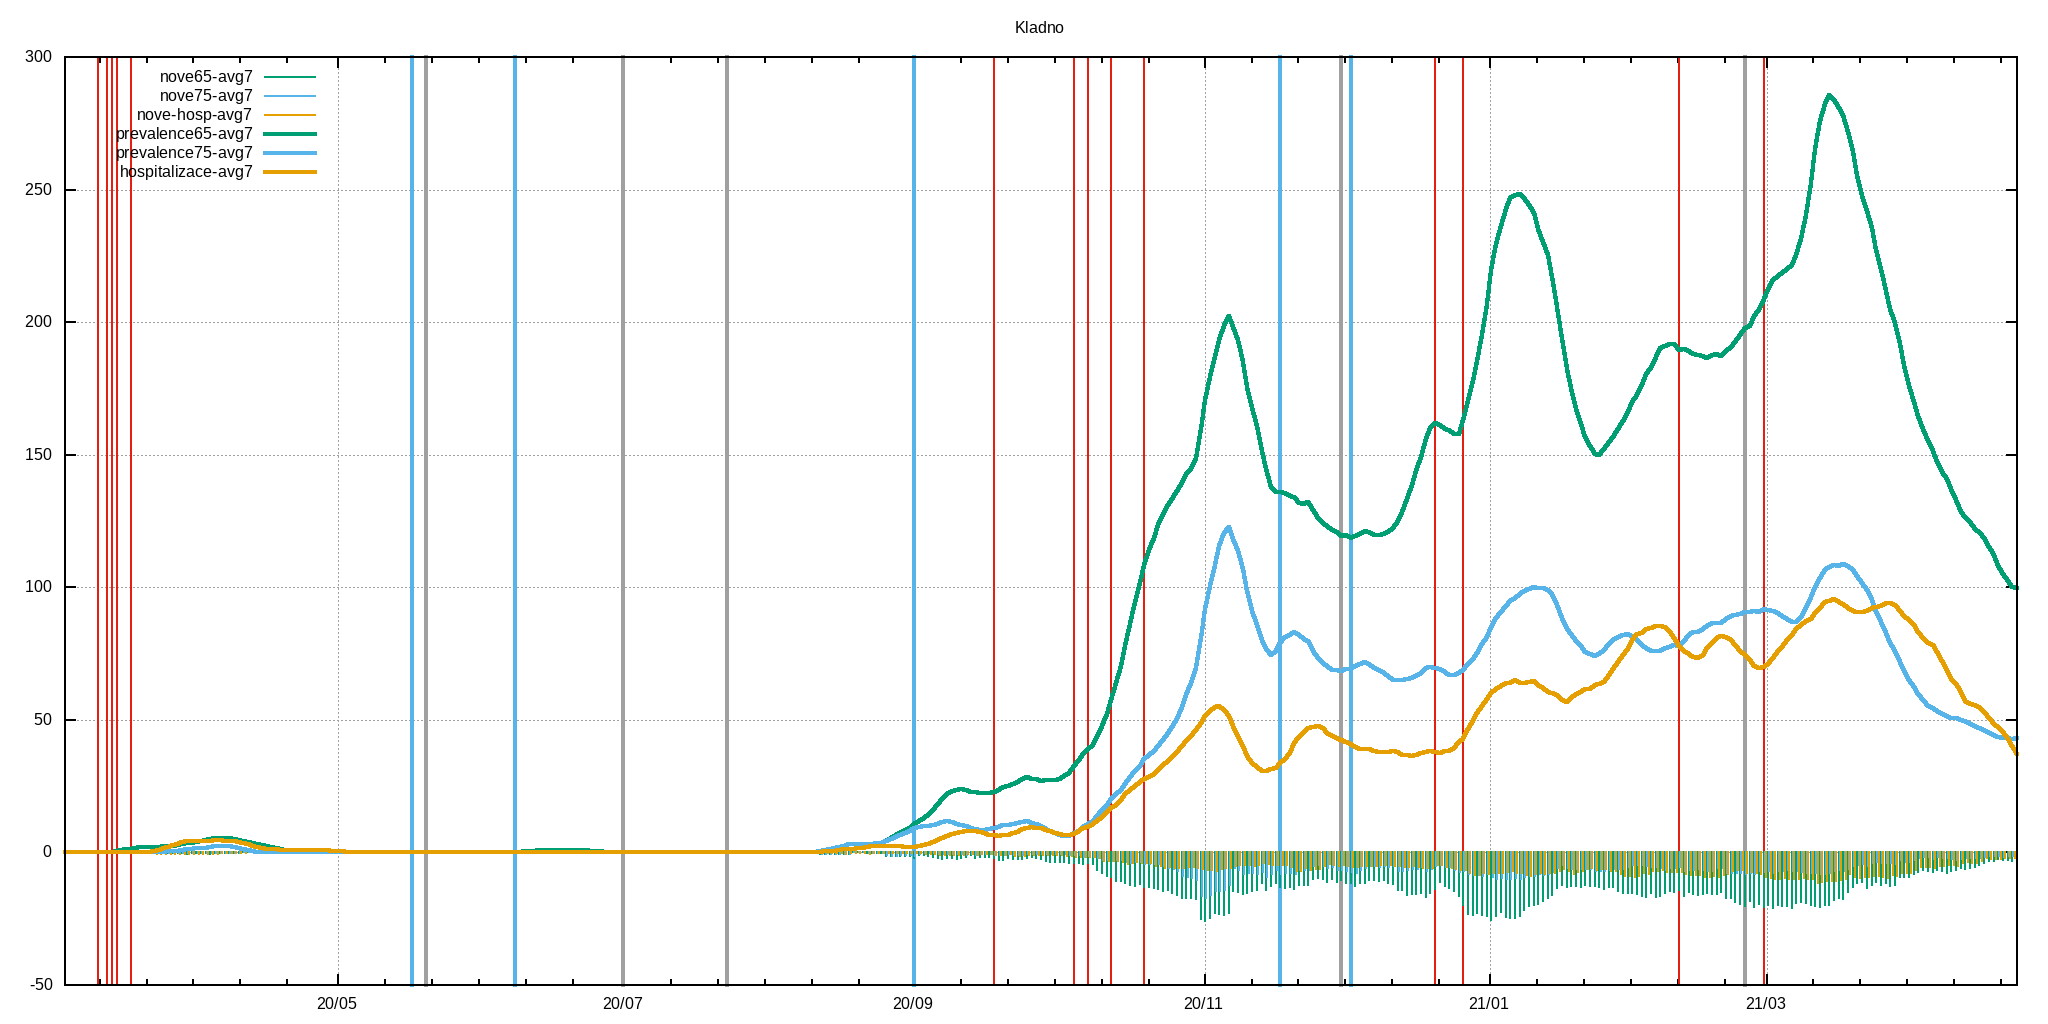 Kladno
300
250
200
150
100
50
0
-50
nove65-avg7
nove75-avg7
nove-hosp-avg7
prevalence65-avg7
prevalence75-avg7
hospitalizace-avg7
20/05 20/07 20/09 20/11 21/01 21/03